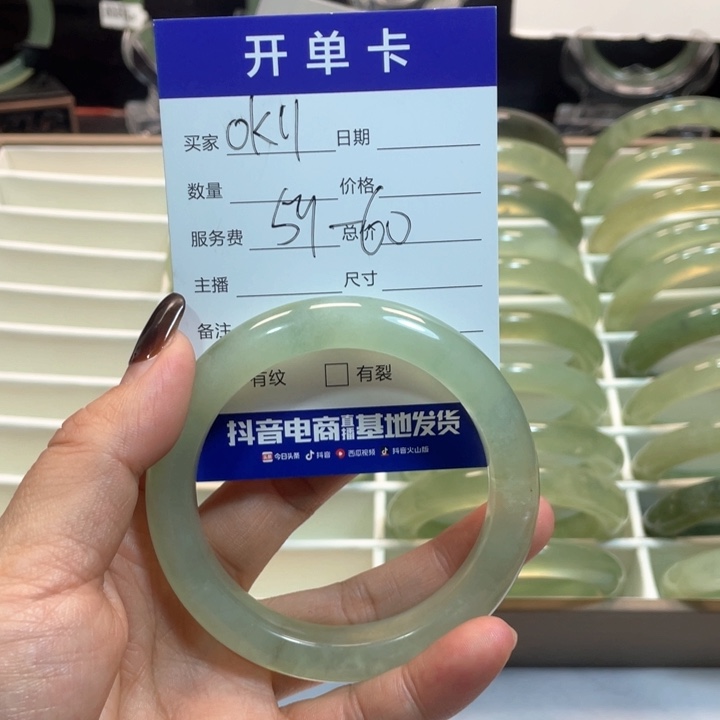 开单卡
买家 OK4 日期
数量 价格
服务费 54-60 总价
主播 尺寸
备注
有纹 有裂
抖音电商直播基地发货
今日头条 抖音 西瓜视频 抖音火山版